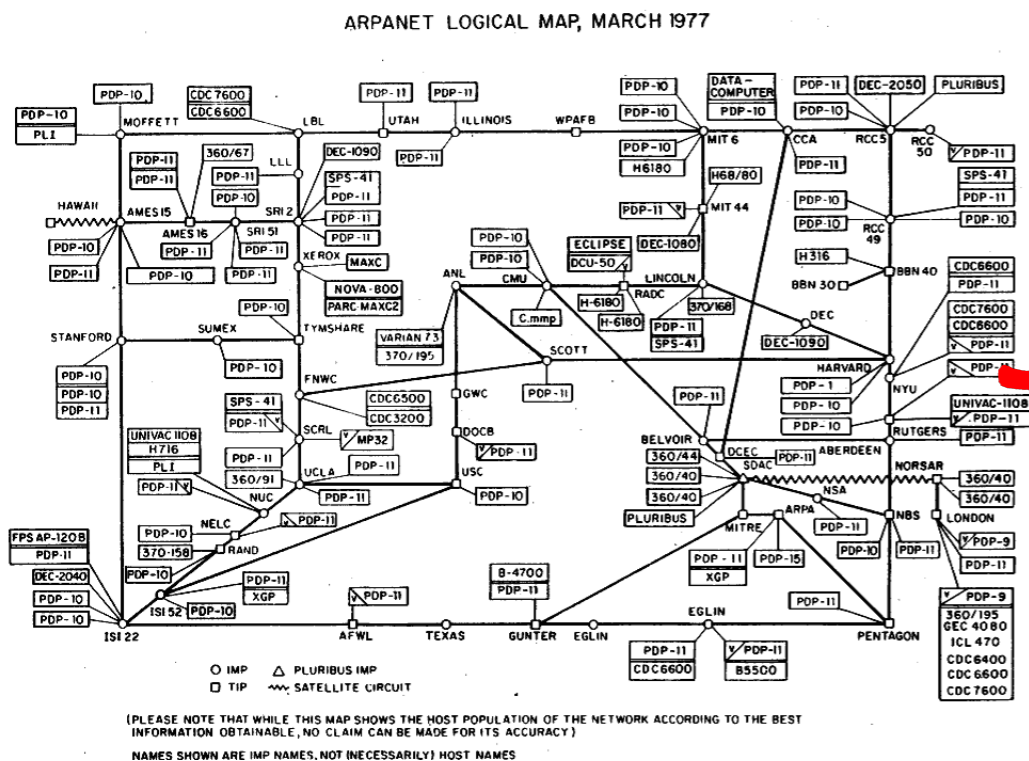 ARPANET LOGICAL MAP, MARCH 1977
PDP-10
PDP-10
PLI
MOFFETT
CDC7600
CDC6600
LBL
PDP-11
UTAH
PDP-11
ILLINOIS
PDP-11
WPAFB
PDP-10
PDP-10
PDP-10
H6180
MIT 6
DATA-
COMPUTER
PDP-10
CCA
PDP-11
PDP-11
PDP-10
DEC-2050
PLURIBUS
RCC 5
RCC
50
PDP-11
LLL
PDP-11
360/67
PDP-11
PDP-11
PDP-10
DEC-1090
SPS-41
PDP-11
PDP-11
PDP-11
HAWAII
AMES 15
AMES 16
SRI 51
SRI 2
PDP-10
PDP-11
PDP-10
PDP-11
PDP-11
PDP-11
H68/80
PDP-11
MIT 44
DEC-1080
SPS-41
PDP-11
PDP-10
PDP-10
PDP-10
RCC
49
XEROX
MAXC
NOVA-800
PARC-MAXC2
ANL
PDP-10
PDP-10
CMU
C.mmp
ECLIPSE
DCU-50
H-6180
H-6180
RADC
LINCOLN
370/168
PDP-11
SPS-41
H316
BBN 40
BBN 30
CDC6600
PDP-11
CDC7600
CDC6600
PDP-11
PDP-11
DEC
DEC-1090
STANFORD
SUMEX
PDP-10
TYMSHARE
PDP-10
PDP-10
PDP-10
PDP-11
VARIAN 73
370/195
SCOTT
PDP-11
HARVARD
PDP-1
PDP-10
NYU
FNWC
CDC6500
CDC3200
GWC
UNIVAC-1108
PDP-11
RUTGERS
PDP-11
SPS-41
PDP-11
SCRL
MP32
PDP-11
DOCB
PDP-11
PDP-11
BELVOIR
ABERDEEN
UNIVAC 1108
H716
PLI
PDP-11
360/91
UCLA
PDP-11
PDP-11
USC
PDP-10
DCEC
PDP-11
SDAC
360/44
360/40
360/40
PLURIBUS
NORSAR
360/40
360/40
NUC
NSA
PDP-11
NELC
PDP-11
PDP-10
370-158
RAND
MITRE
ARPA
PDP-11
XGP
PDP-15
NBS
PDP-10
PDP-11
LONDON
PDP-9
PDP-11
FPS AP-120B
PDP-11
DEC-2040
PDP-10
PDP-10
ISI 22
PDP-10
ISI 52
PDP-11
XGP
PDP-10
PDP-11
AFWL
TEXAS
B-4700
PDP-11
GUNTER
EGLIN
EGLIN
PDP-11
CDC6600
PDP-11
B5500
PDP-11
PENTAGON
PDP-9
360/195
GEC 4080
ICL 470
CDC6400
CDC6600
CDC7600
IMP
PLURIBUS IMP
TIP
SATELLITE CIRCUIT
(PLEASE NOTE THAT WHILE THIS MAP SHOWS THE HOST POPULATION OF THE NETWORK ACCORDING TO THE BEST
INFORMATION OBTAINABLE, NO CLAIM CAN BE MADE FOR ITS ACCURACY)
NAMES SHOWN ARE IMP NAMES, NOT (NECESSARILY) HOST NAMES